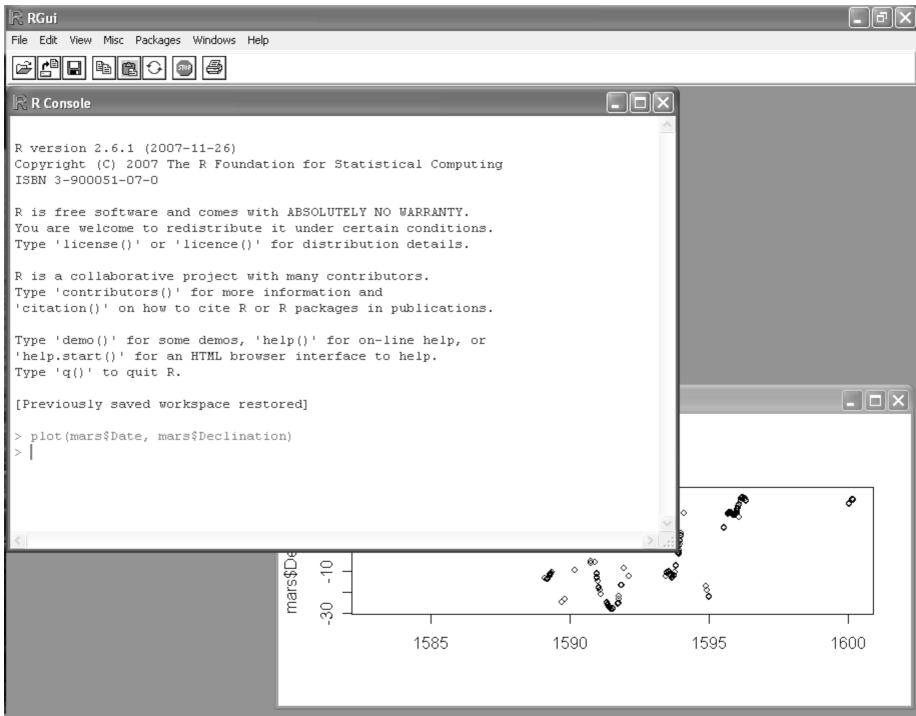 RGui
File Edit View Misc Packages Windows Help
STOP
R Console
R version 2.6.1 (2007-11-26)
Copyright (C) 2007 The R Foundation for Statistical Computing
ISBN 3-900051-07-0
R is free software and comes with ABSOLUTELY NO WARRANTY.
You are welcome to redistribute it under certain conditions.
Type 'license()' or 'licence()' for distribution details.
R is a collaborative project with many contributors.
Type 'contributors()' for more information and
'citation()' on how to cite R or R packages in publications.
Type 'demo()' for some demos, 'help()' for on-line help, or
'help.start()' for an HTML browser interface to help.
Type 'q()' to quit R.
[Previously saved workspace restored]
> plot(mars$Date, mars$Declination)
>
mars$De
-10
-30
1585 1590 1595 1600